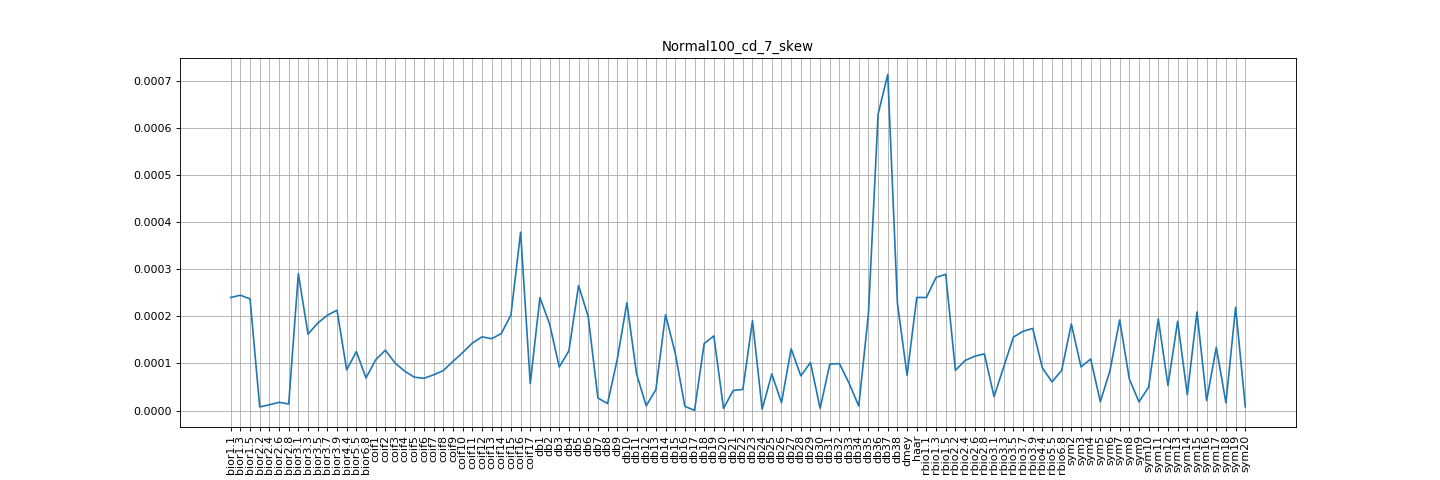 Normal100_cd_7_skew
0.0007
0.0006
0.0005
0.0004
0.0003
0.0002
0.0001
0.0000
bior1.1
bior1.3
bior1.5
bior2.2
bior2.4
bior2.6
bior2.8
bior3.1
bior3.3
bior3.5
bior3.7
bior3.9
bior4.4
bior5.5
bior6.8
coif1
coif2
coif3
coif4
coif5
coif6
coif7
coif8
coif9
coif10
coif11
coif12
coif13
coif14
coif15
coif16
coif17
db1
db2
db3
db4
db5
db6
db7
db8
db9
db10
db11
db12
db13
db14
db15
db16
db17
db18
db19
db20
db21
db22
db23
db24
db25
db26
db27
db28
db29
db30
db31
db32
db33
db34
db35
db36
db37
db38
dmey
haar
rbio1.1
rbio1.3
rbio1.5
rbio2.2
rbio2.4
rbio2.6
rbio2.8
rbio3.1
rbio3.3
rbio3.5
rbio3.7
rbio3.9
rbio4.4
rbio5.5
rbio6.8
sym2
sym3
sym4
sym5
sym6
sym7
sym8
sym9
sym10
sym11
sym12
sym13
sym14
sym15
sym16
sym17
sym18
sym19
sym20